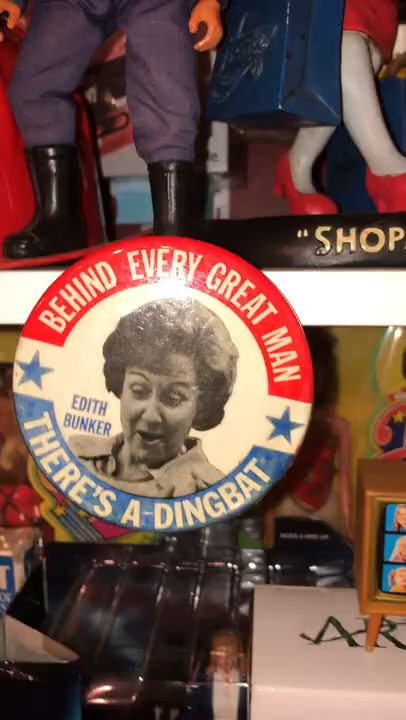 "SHOP
BEHIND EVERY GREAT MAN
EDITH
BUNKER
THERE'S A-DINGBAT